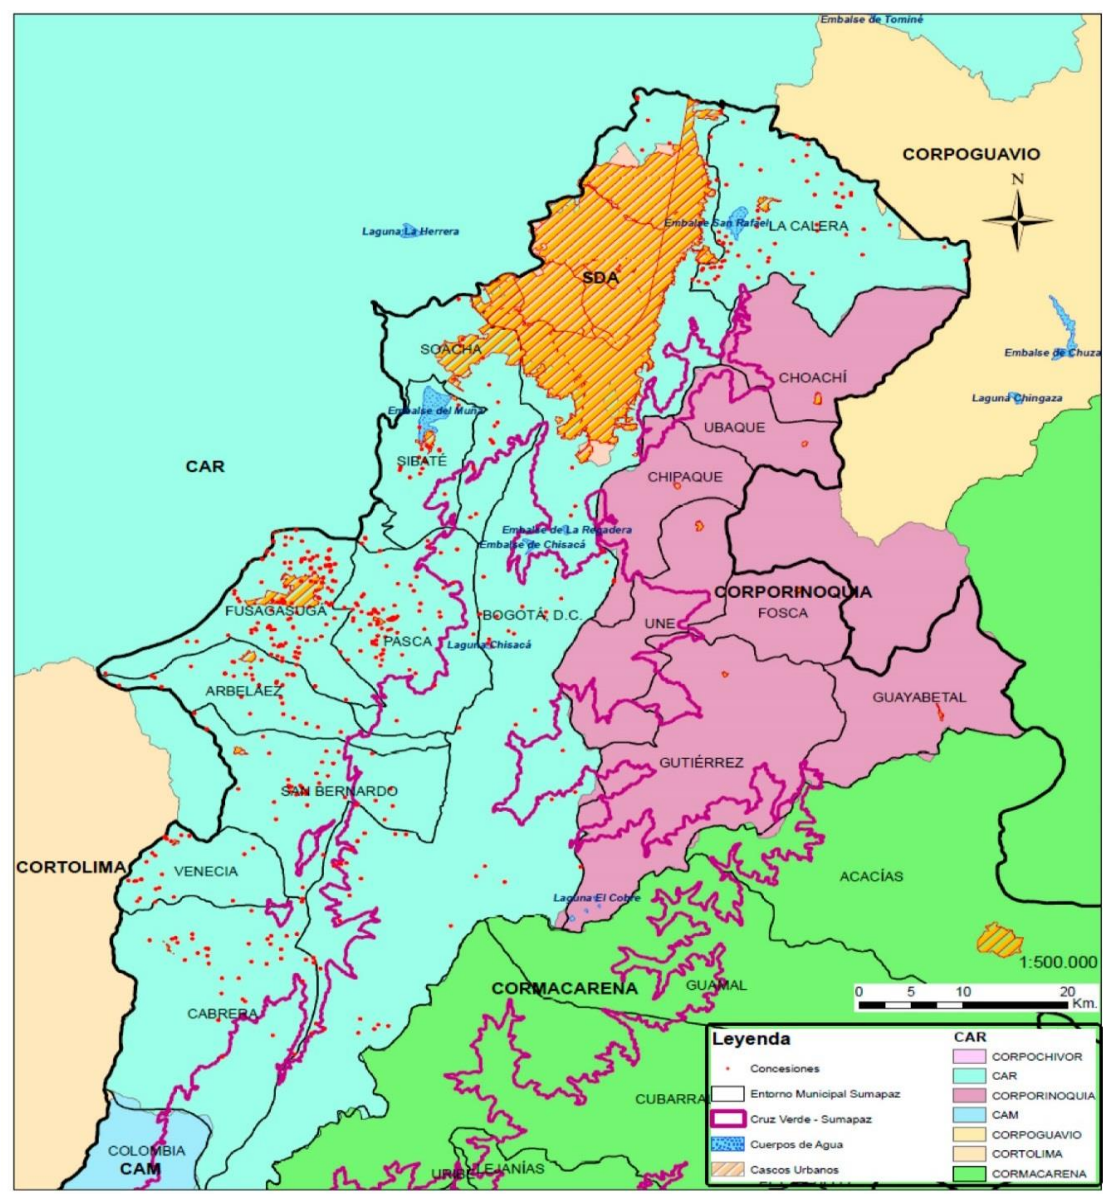 Embalse de Tominé
CORPOGUAVIO
N
Laguna La Herrera
Embalse San Rafael
LA CALERA
SDA
SOACHA
Embalse de Chuza
CHOACHÍ
Laguna Chingaza
Embalse del Muña
UBAQUE
CAR
SIBATÉ
CHIPAQUE
Embalse de La Regadera
Embalse de Chisacá
CORPORINOQUIA
FUSAGASUGA
BOGOTÁ, D.C.
FOSCA
UNE
PASCA
Laguna Chisacá
ARBELAEZ
GUAYABETAL
GUTIÉRREZ
SAN BERNARDO
CORTOLIMA
VENECIA
ACACÍAS
Laguna El Cobre
1:500.000
CORMACARENA
GUAMAL
0 5 10 20
Km.
CABRERA
CUBARRA
COLOMBIA
CAM
URIBE
LEJANÍAS
Leyenda
Concesiones
Entorno Municipal Sumapaz
Cruz Verde - Sumapaz
Cuerpos de Agua
Cascos Urbanos
CAR
CORPOCHIVOR
CAR
CORPORINOQUIA
CAM
CORPOGUAVIO
CORTOLIMA
CORMACARENA